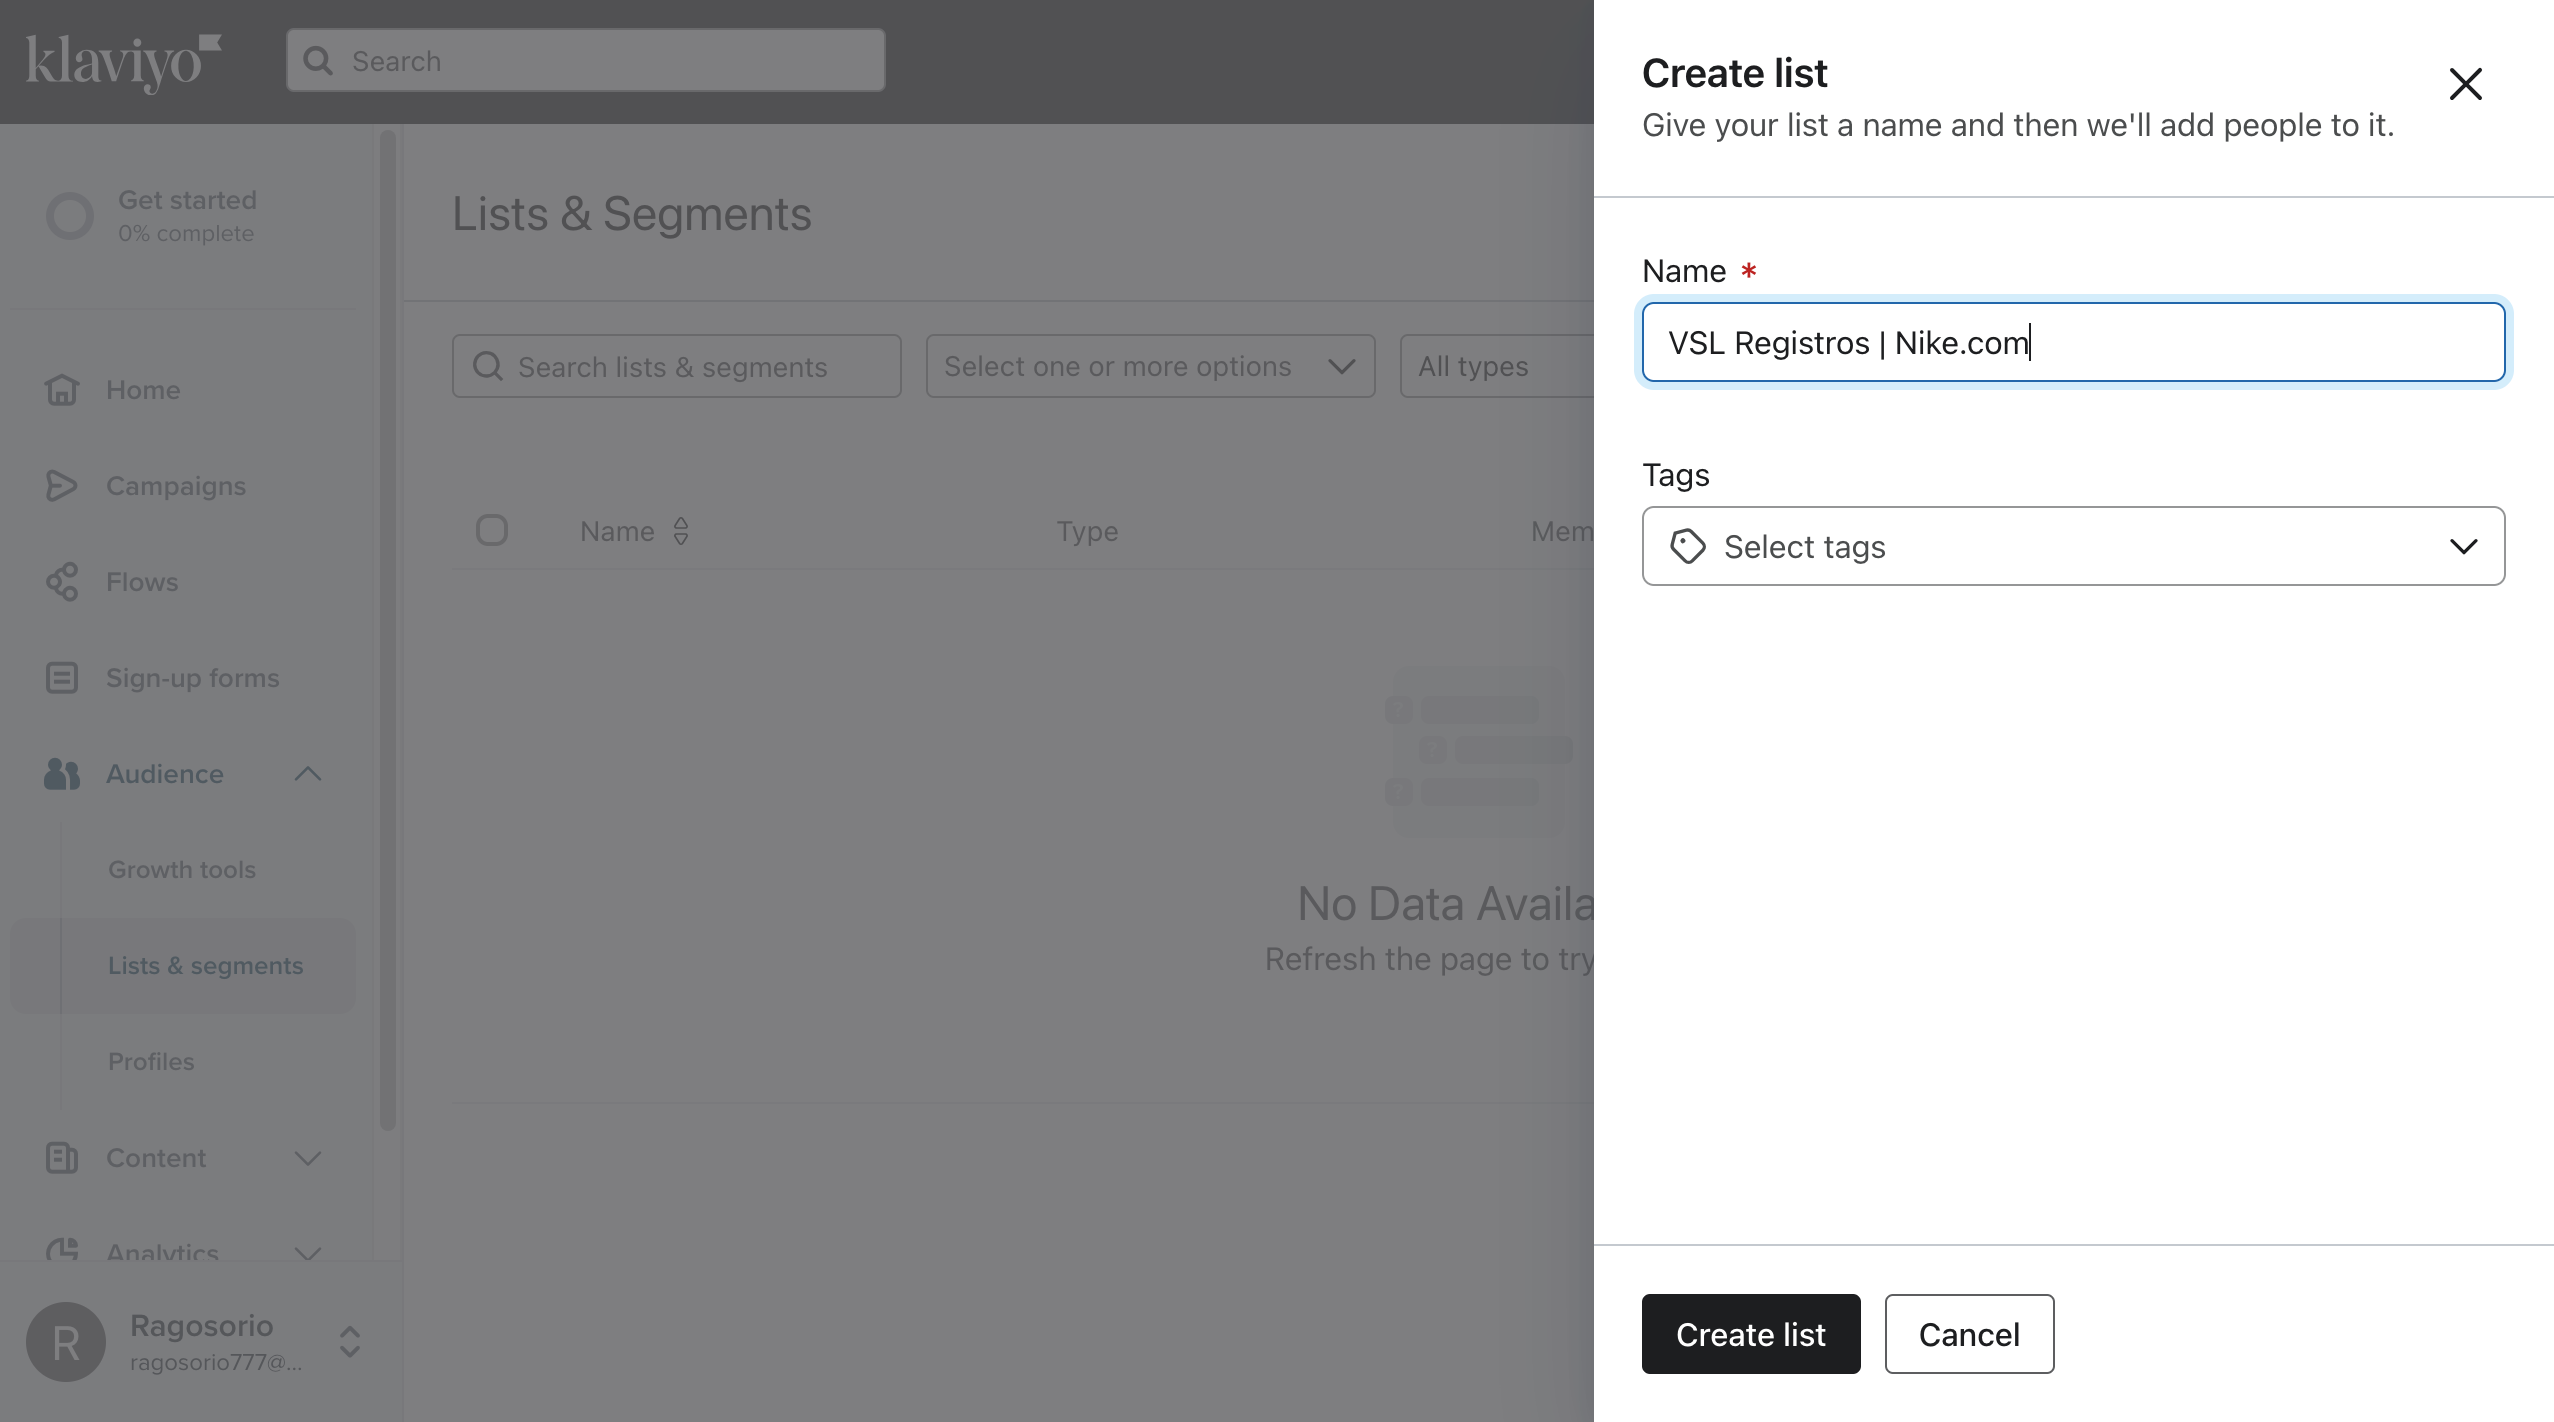 klaviyo
Search
Get started
0% complete
Home
Campaigns
Flows
Sign-up forms
Audience
Growth tools
Lists & segments
Profiles
Content
Analytics
R
Ragosorio
ragosorio777@...
Lists & Segments
Search lists & segments
Select one or more options
All types
Name
Type
Mem
? 
?
?
No Data Availa
Refresh the page to try
Create list
Give your list a name and then we'll add people to it.
Name *
VSL Registros | Nike.com
Tags
Select tags
Create list
Cancel